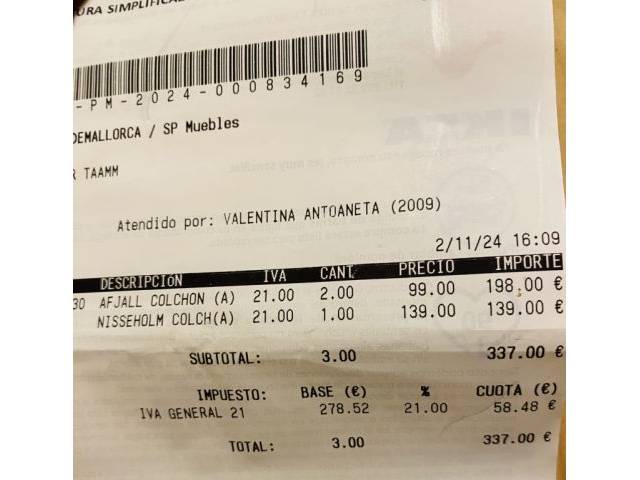 URA SIMPLIFICA
-PM-2024-000834169
DEMALLORCA / SP Muebles
R TAAMM
Atendido por: VALENTINA ANTOANETA (2009)
2/11/24 16:09
DESCRIPCIóN IVA CANT PRECIO IMPORTE
30 AFJALL COLCHON (A) 21.00 2.00 99.00 198.00 €
NISSEHOLM COLCH(A) 21.00 1.00 139.00 139.00 €
SUBTOTAL: 3.00 337.00 €
IMPUESTO: BASE (€) % CUOTA (€)
IVA GENERAL 21 278.52 21.00 58.48 €
TOTAL: 3.00 337.00 €